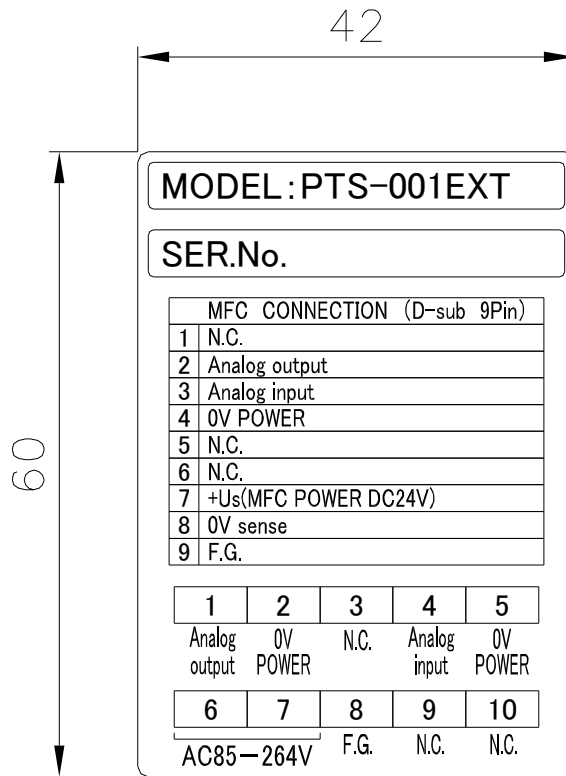 42
60
MODEL:PTS-001EXT
SER.No.
MFC CONNECTION (D-sub 9Pin)
1 N.C.
2 Analog output
3 Analog input
4 0V POWER
5 N.C.
6 N.C.
7 +Us(MFC POWER DC24V)
8 0V sense
9 F.G.
1 2 3 4 5
Analog 0V N.C. Analog 0V
output POWER input POWER
6 7 8 9 10
AC85-264V F.G. N.C. N.C.